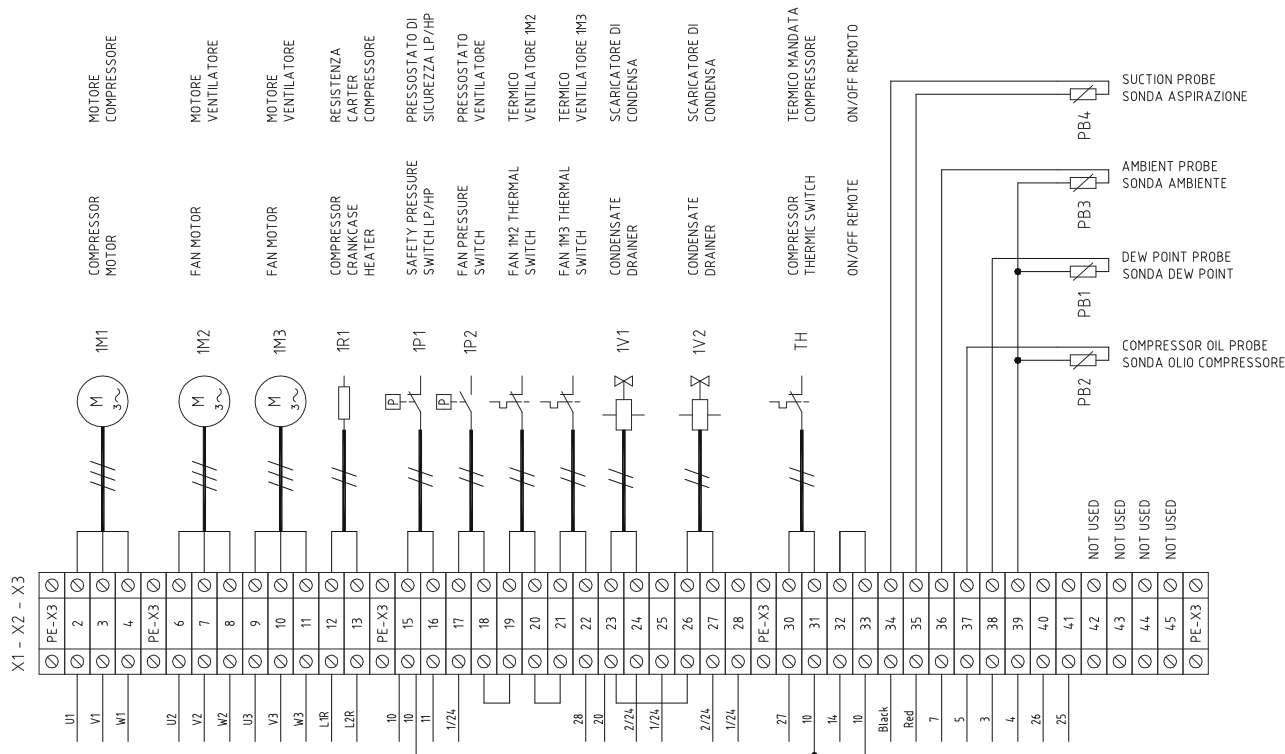 MOTORE
COMPRESSORE
MOTORE
VENTILATORE
MOTORE
VENTILATORE
RESISTENZA
CARTER
COMPRESSORE
PRESSOSTATO DI
SICUREZZA LP/HP
PRESSOSTATO
VENTILATORE
TERMICO
VENTILATORE 1M2
TERMICO
VENTILATORE 1M3
SCARICATORE DI
CONDENSA
SCARICATORE DI
CONDENSA
TERMICO MANDATA
COMPRESSORE
ON/OFF REMOTO
COMPRESSOR
MOTOR
FAN MOTOR
FAN MOTOR
COMPRESSOR
CRANKCASE
HEATER
SAFETY PRESSURE
SWITCH LP/HP
FAN PRESSURE
SWITCH
FAN 1M2 THERMAL
SWITCH
FAN 1M3 THERMAL
SWITCH
CONDENSATE
DRAINER
CONDENSATE
DRAINER
COMPRESSOR
THERMIC SWITCH
ON/OFF REMOTE
1M1
1M2
1M3
1R1
1P1
1P2
1V1
1V2
TH
M
3
M
3
M
3
P
P
SUCTION PROBE
SONDA ASPIRAZIONE
PB4
AMBIENT PROBE
SONDA AMBIENTE
PB3
DEW POINT PROBE
SONDA DEW POINT
PB1
COMPRESSOR OIL PROBE
SONDA OLIO COMPRESSORE
PB2
NOT USED
NOT USED
NOT USED
NOT USED
X1 - X2 - X3
PE-X3
2
3
4
PE-X3
6
7
8
9
10
11
12
13
PE-X3
15
16
17
18
19
20
21
22
23
24
25
26
27
28
PE-X3
30
31
32
33
34
35
36
37
38
39
40
41
42
43
44
45
PE-X3
U1
V1
W1
U2
V2
W2
U3
V3
W3
L1R
L2R
10
10
11
1/24
28
20
2/24
1/24
2/24
1/24
27
10
14
10
Black
Red
7
5
3
4
26
25